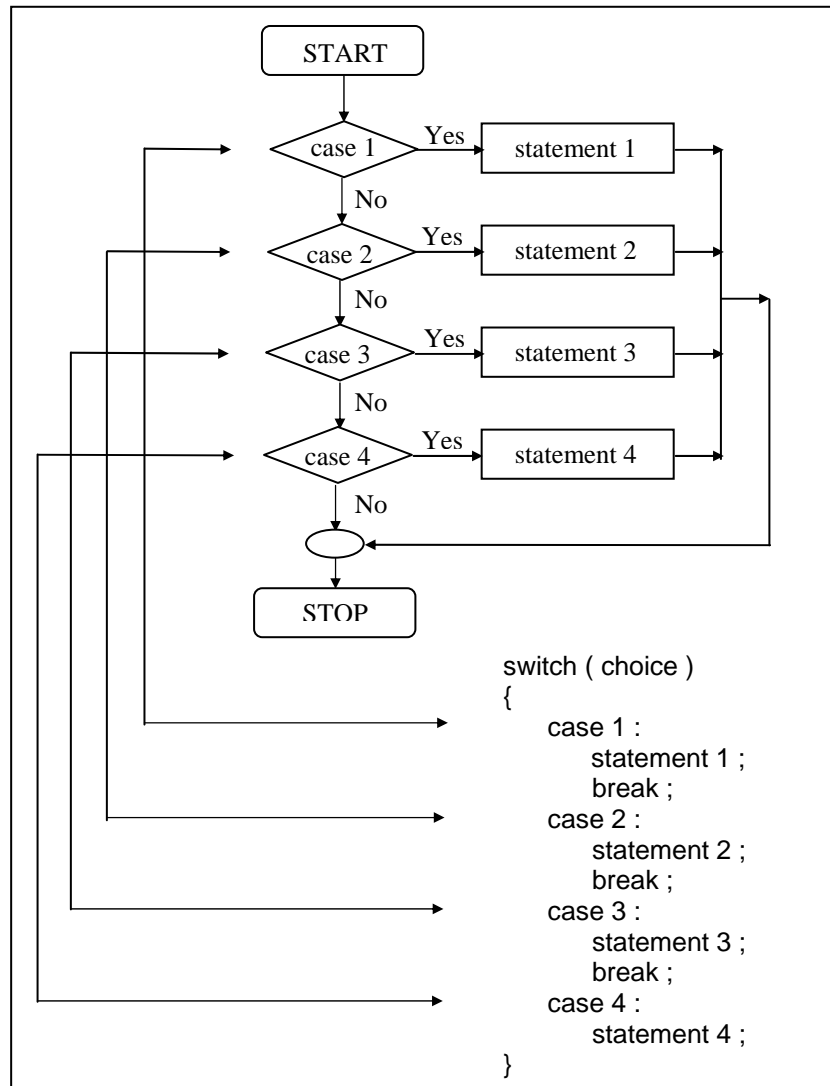 START
case 1 Yes statement 1
No
case 2 Yes statement 2
No
case 3 Yes statement 3
No
case 4 Yes statement 4
No
STOP
switch ( choice )
{
case 1 :
statement 1 ;
break ;
case 2 :
statement 2 ;
break ;
case 3 :
statement 3 ;
break ;
case 4 :
statement 4 ;
}